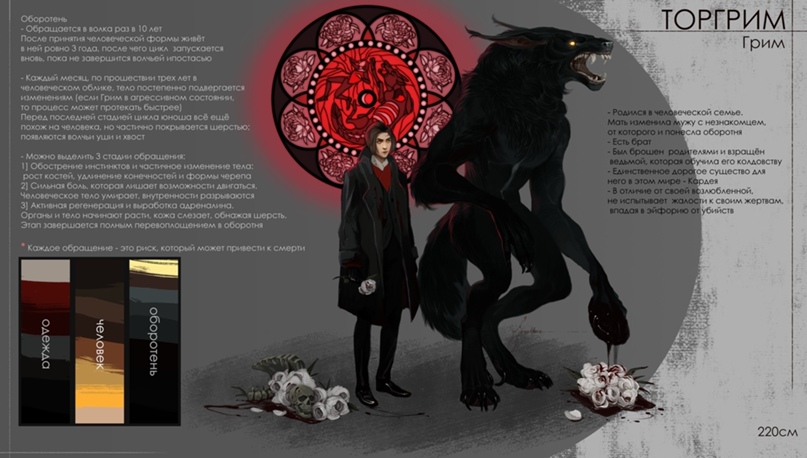 ТОРГРИМ
Грим
Оборотень
- Обращается в волка раз в 10 лет
После принятия человеческой формы живёт
в ней ровно 3 года, после чего цикл запускается
вновь, пока не завершится волчьей ипостасью
- Каждый месяц, по прошествии трех лет в
человеческом облике, тело постепенно подвергается
изменениям (если Грим в агрессивном состоянии,
то процесс может протекать быстрее)
Перед последней стадией цикла юноша всё ещё
похож на человека, но частично покрывается шерстью;
появляются волчьи уши и хвост
- Можно выделить 3 стадии обращения:
1) Обострение инстинктов и частичное изменение тела:
рост костей, удлинение конечностей и формы черепа
2) Сильная боль, которая лишает возможности двигаться.
Человеческое тело умирает, внутренности разрываются
3) Активная регенерация и выработка адреналина.
Органы и тело начинают расти, кожа слезает, обнажая шерсть.
Этап завершается полным перевоплощением в оборотня
* Каждое обращение - это риск, который может привести к смерти
- Родился в человеческой семье.
Мать изменила мужу с незнакомцем,
от которого и понесла оборотня
- Есть брат
- Был брошен родителями и взращён
ведьмой, которая обучила его колдовству
- Единственное дорогое существо для
него в этом мире - Кардея
- В отличие от своей возлюбленной,
не испытывает жалости к своим жертвам,
впадая в эйфорию от убийств
одежда
человек
оборотень
220см